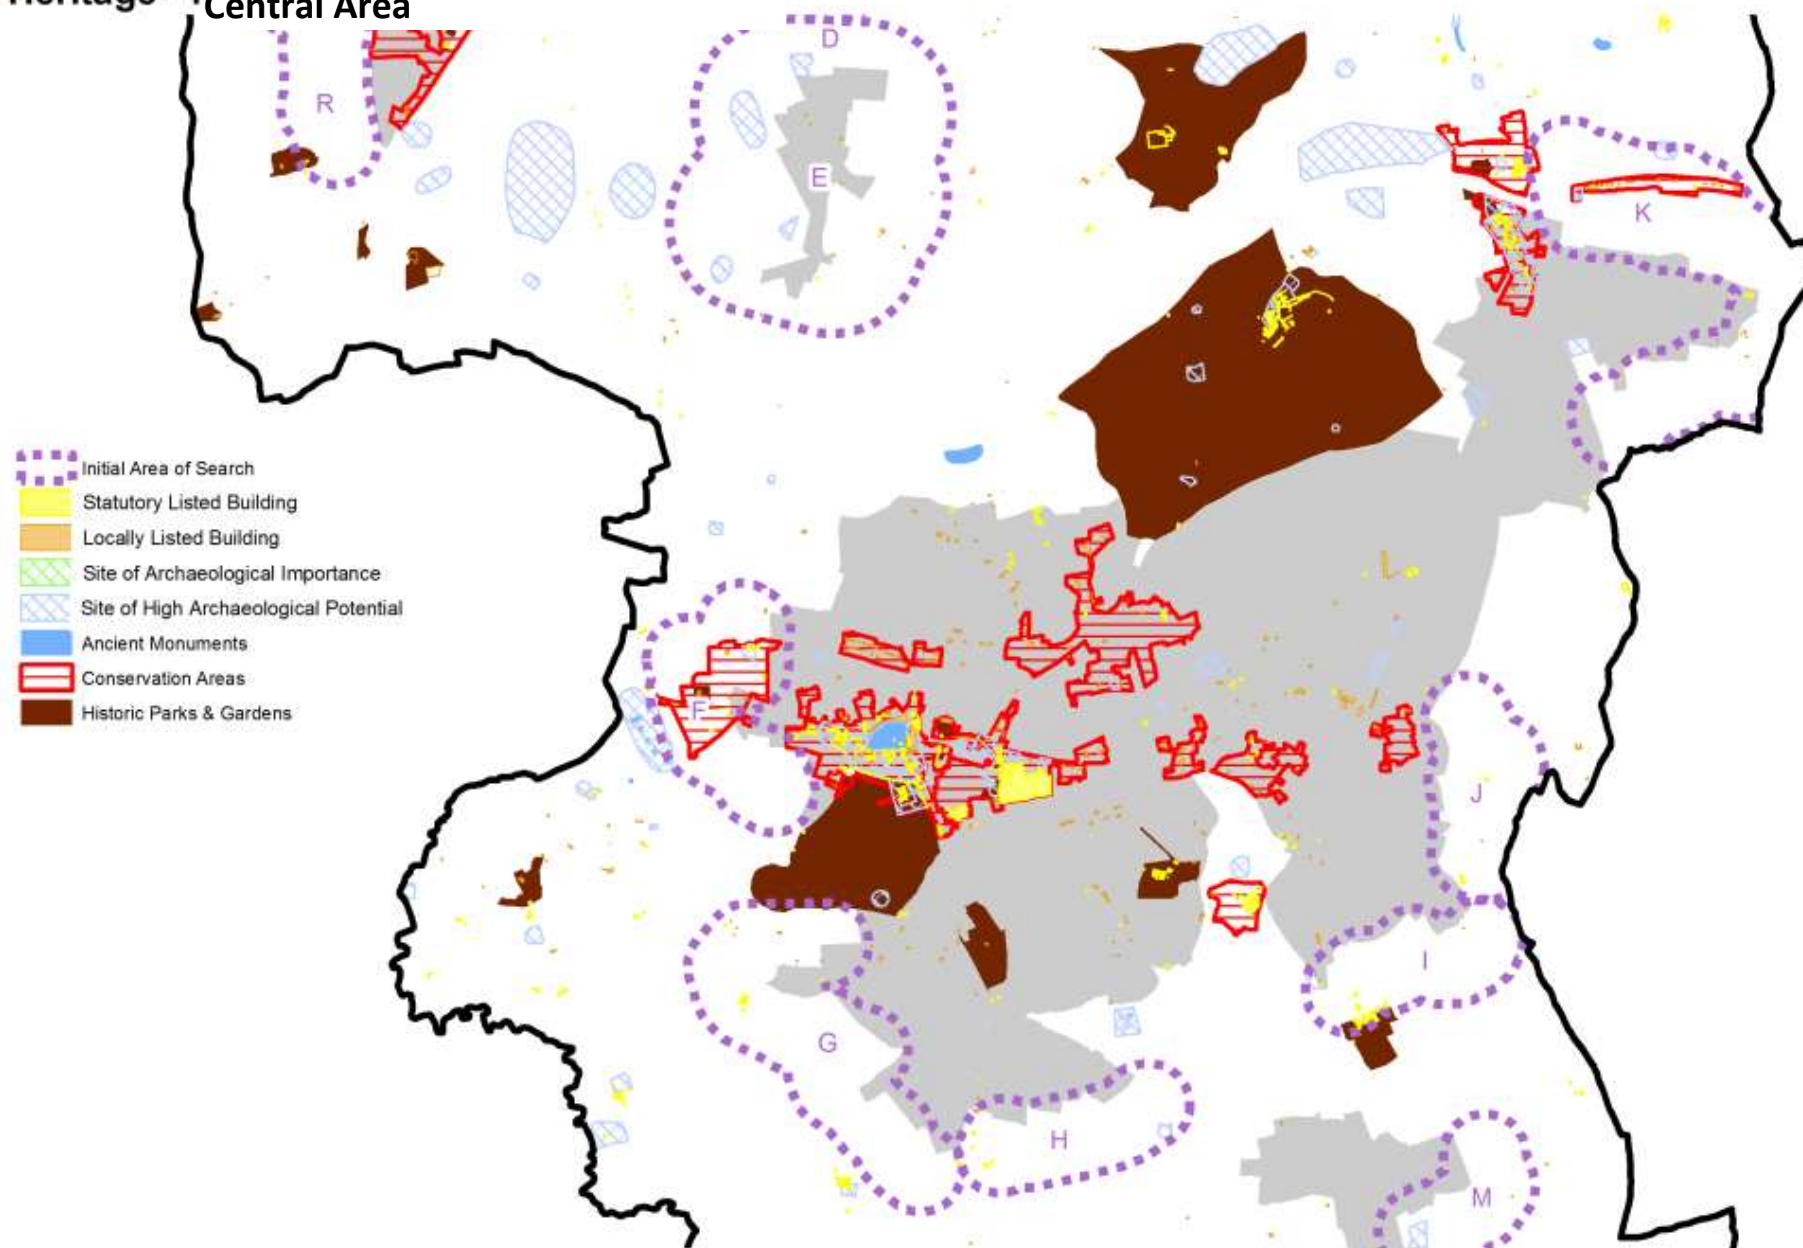 Central Area
D
R
E
K
Initial Area of Search
Statutory Listed Building
Locally Listed Building
Site of Archaeological Importance
Site of High Archaeological Potential
Ancient Monuments
Conservation Areas
Historic Parks & Gardens
F
J
I
G
H
M